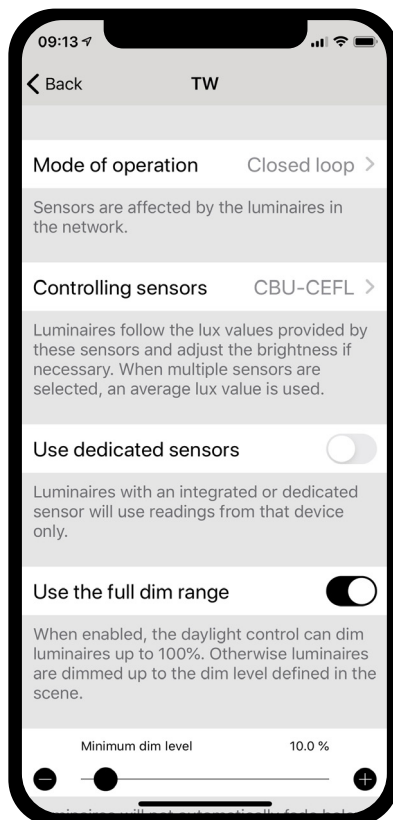 09:13
Back
TW
Mode of operation Closed loop
Sensors are affected by the luminaires in
the network.
Controlling sensors CBU-CEFL
Luminaires follow the lux values provided by
these sensors and adjust the brightness if
necessary. When multiple sensors are
selected, an average lux value is used.
Use dedicated sensors
Luminaires with an integrated or dedicated
sensor will use readings from that device
only.
Use the full dim range
When enabled, the daylight control can dim
luminaires up to 100%. Otherwise luminaires
are dimmed up to the dim level defined in the
scene.
Minimum dim level 10.0 %